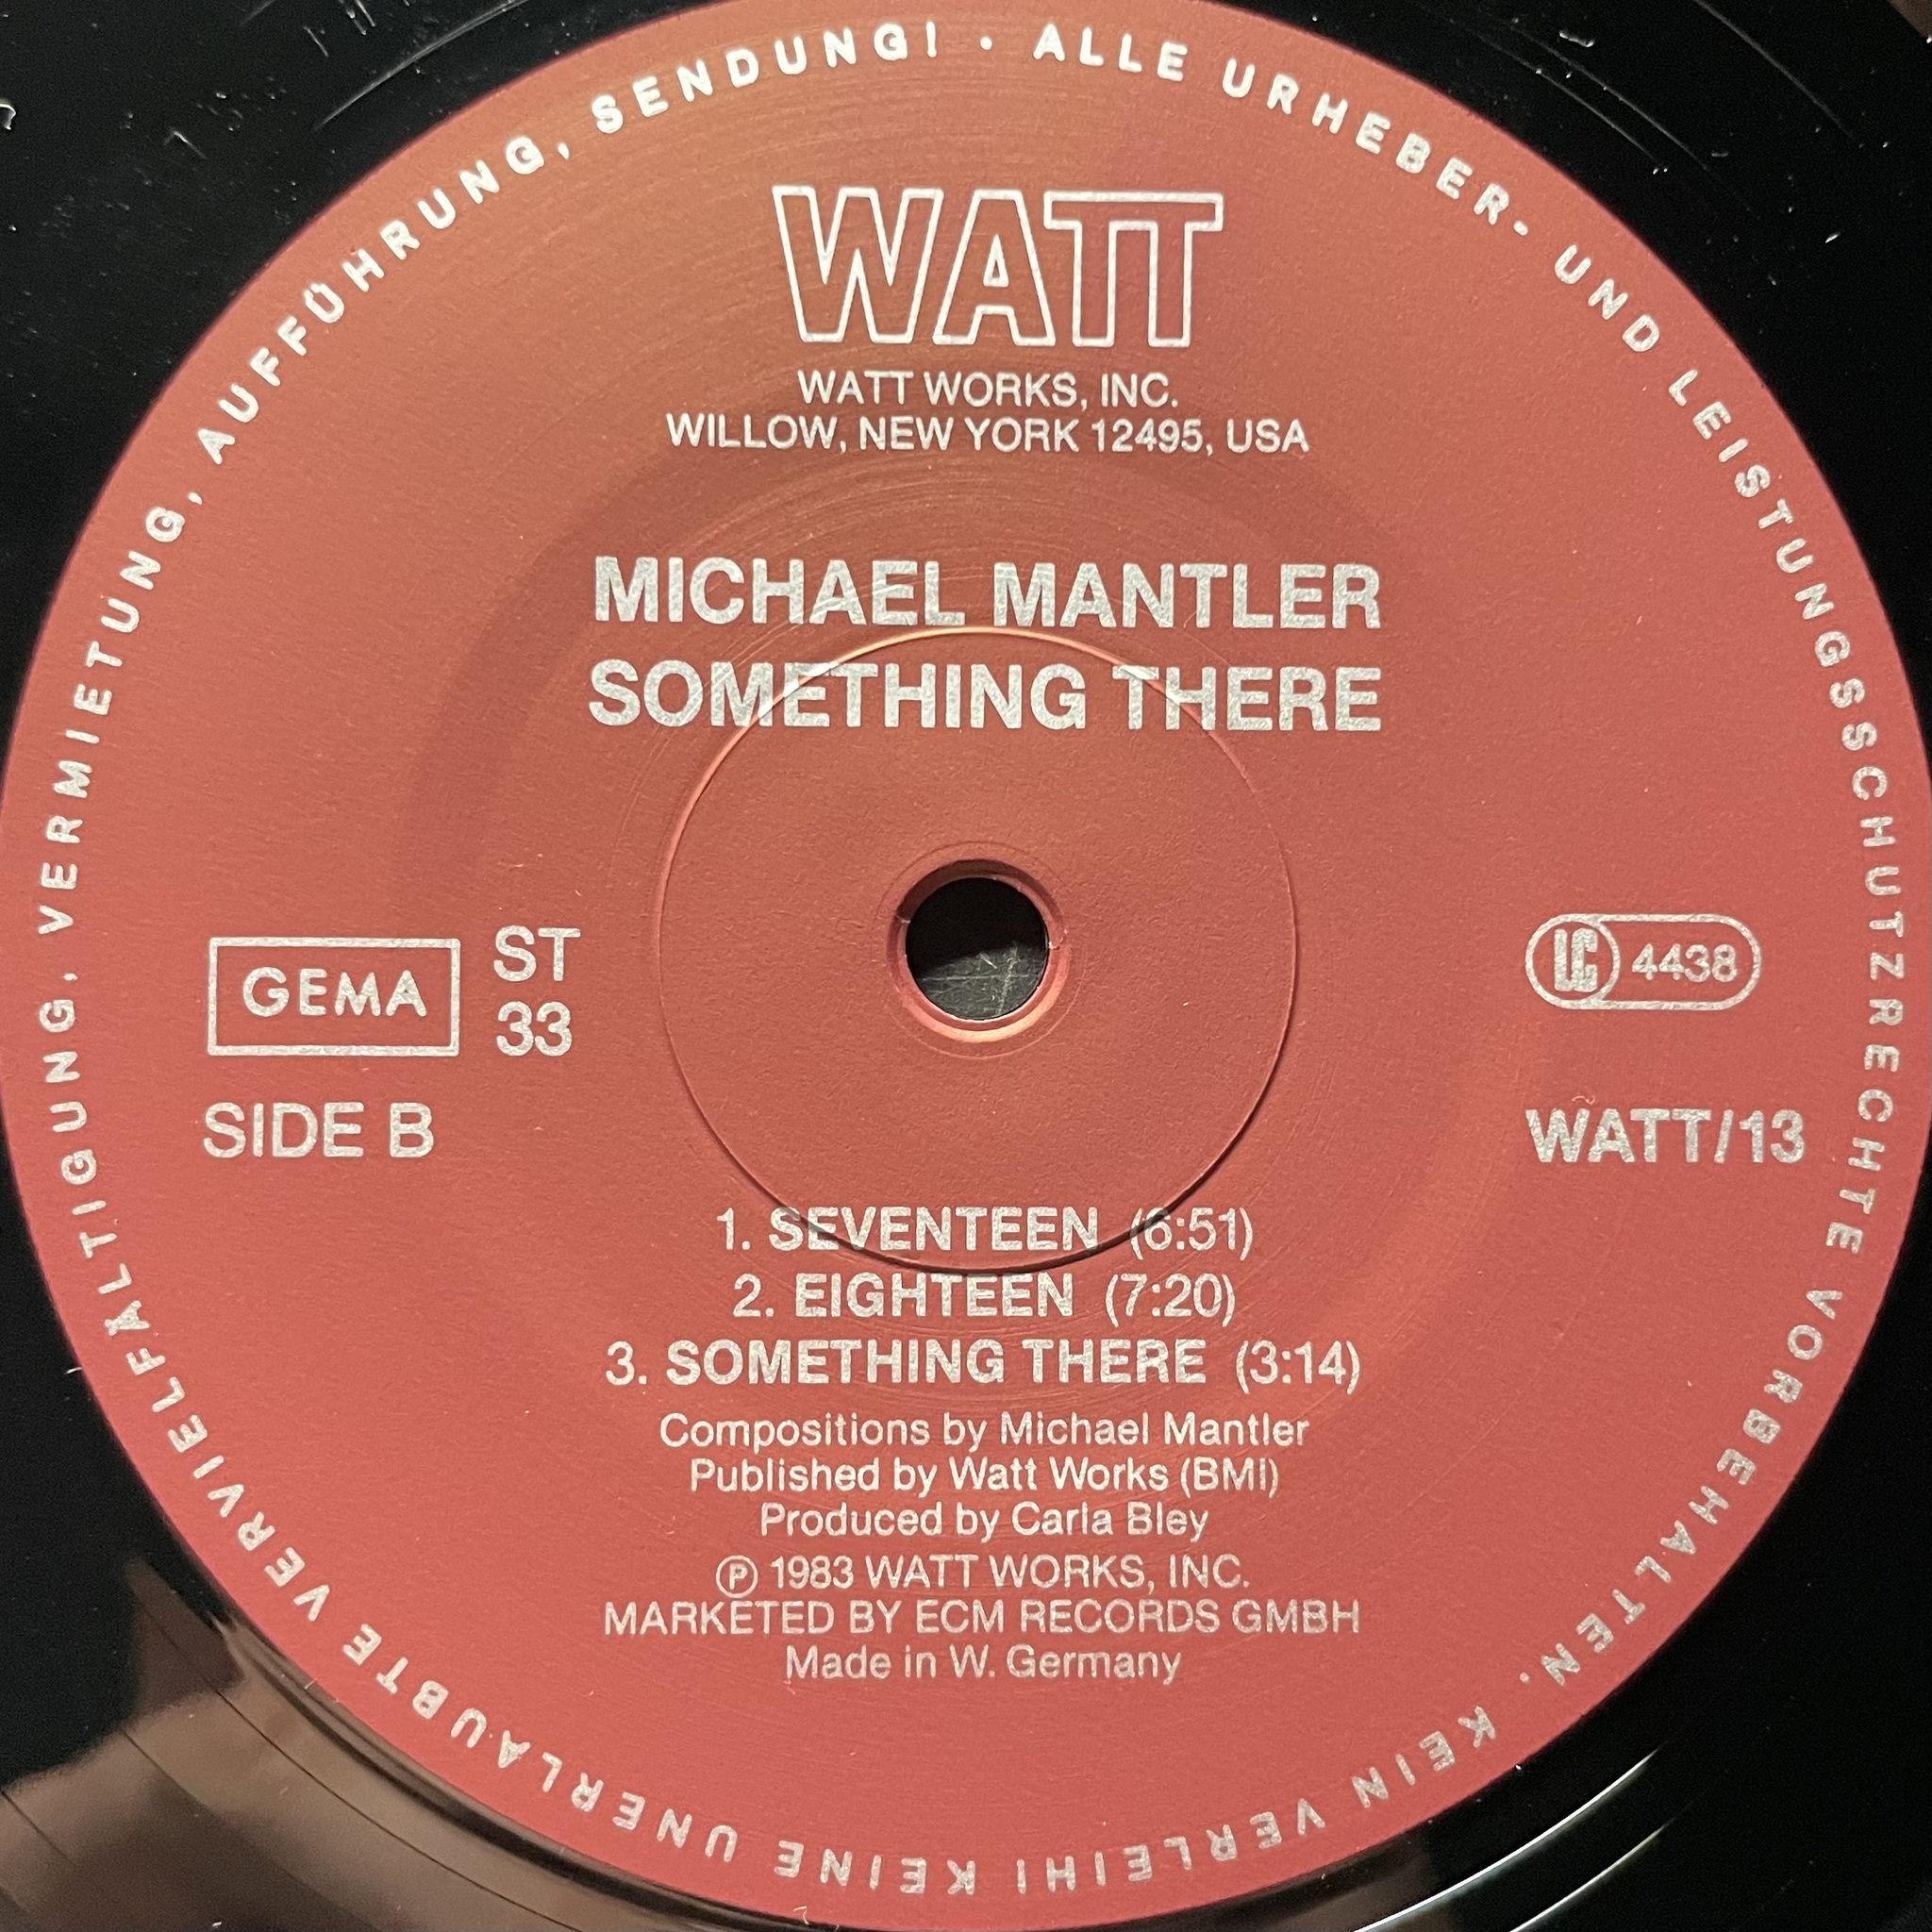 ALLE URHEBER- UND LEISTUNGSSCHUTZRECHTE VORBEHALTEN. KEIN VERLEIH! KEINE UNERLAUBTE VERVIELFÄLTIGUNG, VERMIETUNG, AUFFÜHRUNG, SENDUNG! ·
WATT
WATT WORKS, INC.
WILLOW, NEW YORK 12495, USA
MICHAEL MANTLER
SOMETHING THERE
GEMA
ST
33
LC 4438
SIDE B
WATT/13
1. SEVENTEEN (6:51)
2. EIGHTEEN (7:20)
3. SOMETHING THERE (3:14)
Compositions by Michael Mantler
Published by Watt Works (BMI)
Produced by Carla Bley
Ⓟ 1983 WATT WORKS, INC.
MARKETED BY ECM RECORDS GMBH
Made in W. Germany